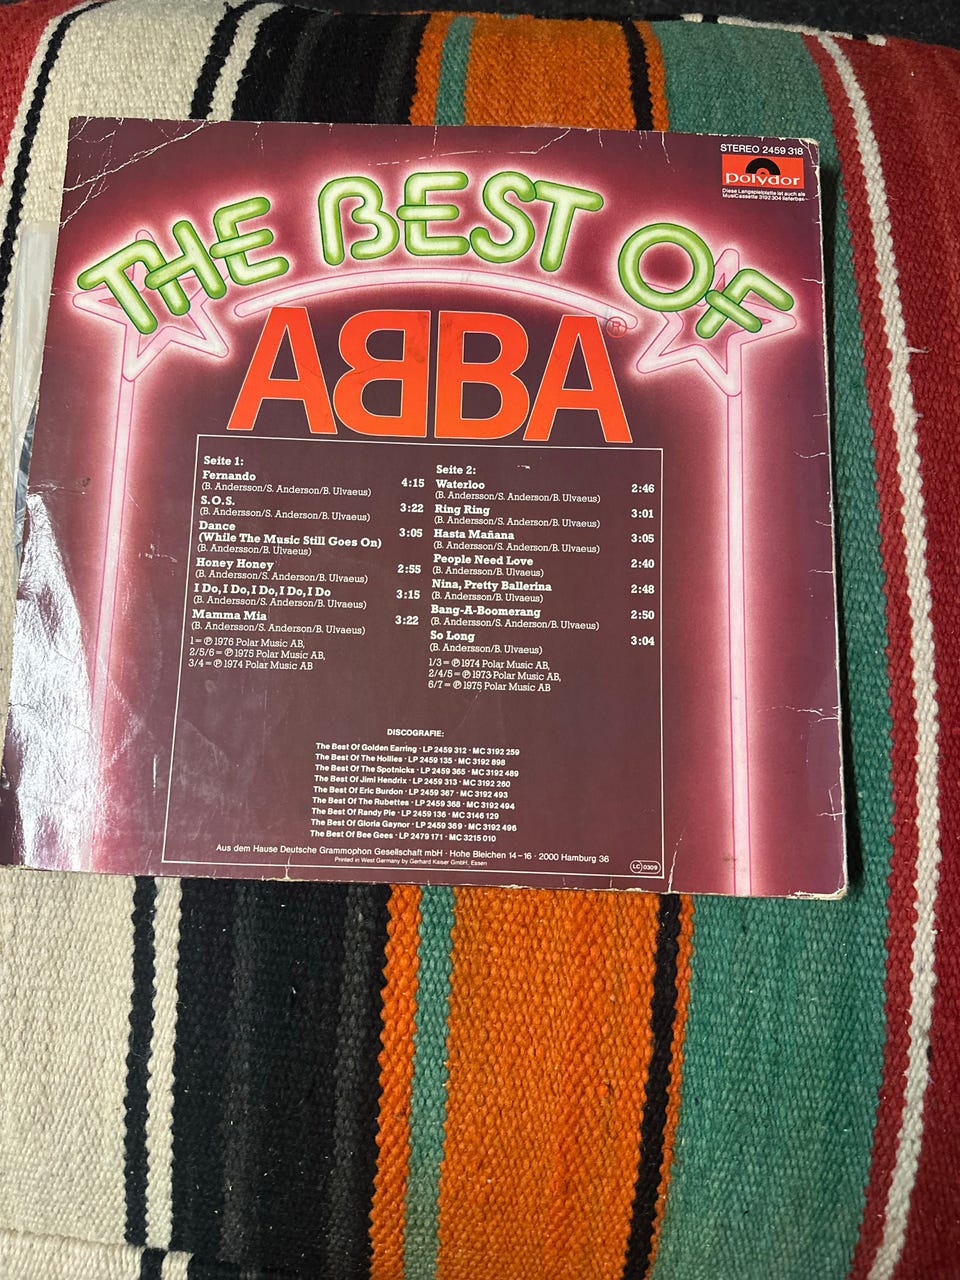 STEREO 2459 318
polydor
Diese Langspielplatte ist auch als
MusiCassette 3192 304 lieferbar
THE BEST OF
ABBA®
Seite 1:
Fernando 4:15
(B. Andersson/S. Anderson/B. Ulvaeus)
S.O.S. 3:22
(B. Andersson/S. Anderson/B. Ulvaeus)
Dance 3:05
(While The Music Still Goes On)
(B. Andersson/B. Ulvaeus)
Honey Honey 2:55
(B. Andersson/S. Anderson/B. Ulvaeus)
I Do, I Do, I Do, I Do, I Do 3:15
(B. Andersson/S. Anderson/B. Ulvaeus)
Mamma Mia 3:22
(B. Andersson/S. Anderson/B. Ulvaeus)
1 = ℗ 1976 Polar Music AB,
2/5/6 = ℗ 1975 Polar Music AB,
3/4 = ℗ 1974 Polar Music AB
Seite 2:
Waterloo 2:46
(B. Andersson/S. Anderson/B. Ulvaeus)
Ring Ring 3:01
(B. Andersson/S. Anderson/B. Ulvaeus)
Hasta Mañana 3:05
(B. Andersson/S. Anderson/B. Ulvaeus)
People Need Love 2:40
(B. Andersson/B. Ulvaeus)
Nina, Pretty Ballerina 2:48
(B. Andersson/B. Ulvaeus)
Bang-A-Boomerang 2:50
(B. Andersson/S. Anderson/B. Ulvaeus)
So Long 3:04
(B. Andersson/B. Ulvaeus)
1/3 = ℗ 1974 Polar Music AB,
2/4/5 = ℗ 1973 Polar Music AB,
6/7 = ℗ 1975 Polar Music AB
DISCOGRAFIE:
The Best Of Golden Earring · LP 2459 312 · MC 3192 259
The Best Of The Hollies · LP 2459 135 · MC 3192 898
The Best Of The Spotnicks · LP 2459 365 · MC 3192 489
The Best Of Jimi Hendrix · LP 2459 313 · MC 3192 260
The Best Of Eric Burdon · LP 2459 367 · MC 3192 493
The Best Of The Rubettes · LP 2459 368 · MC 3192 494
The Best Of Randy Pie · LP 2459 136 · MC 3146 129
The Best Of Gloria Gaynor · LP 2459 369 · MC 3192 496
The Best Of Bee Gees · LP 2479 171 · MC 3215 010
Aus dem Hause Deutsche Grammophon Gesellschaft mbH · Hohe Bleichen 14–16 · 2000 Hamburg 36
Printed in West Germany by Gerhard Kaiser GmbH, Essen
LC 0309